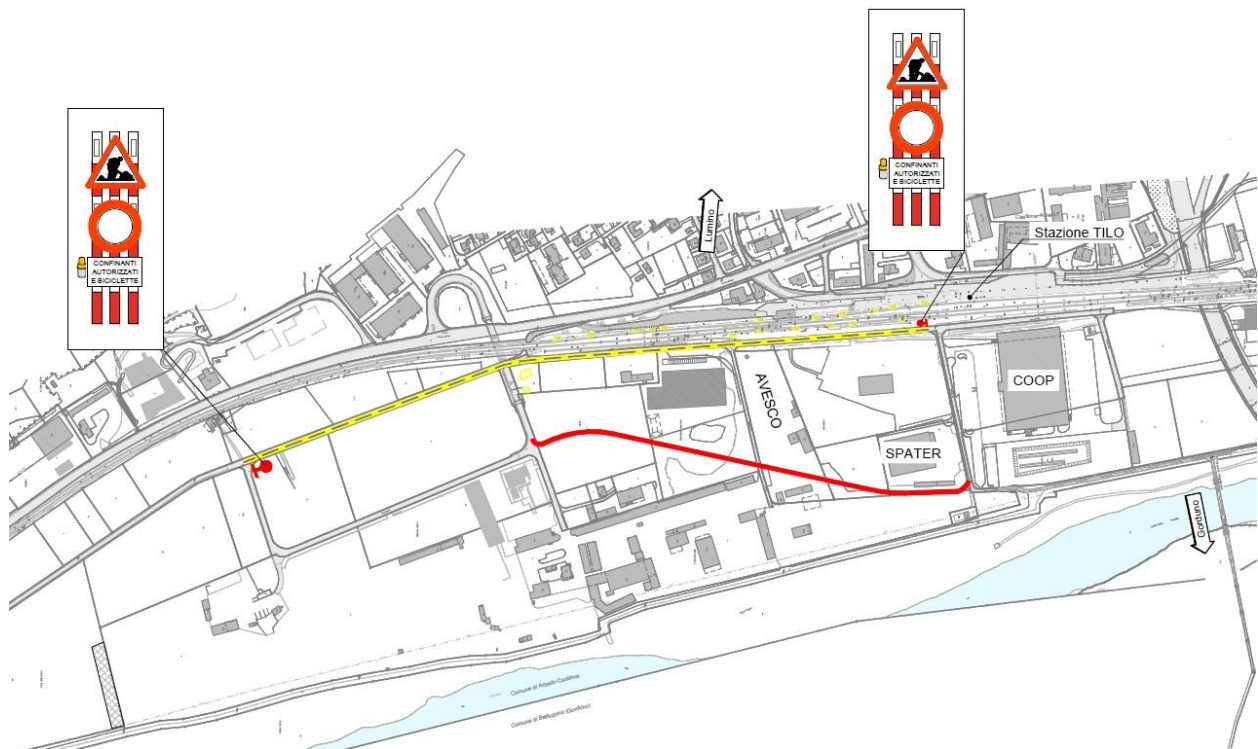 CONFINANTI
AUTORIZZATI
E BICICLETTE
CONFINANTI
AUTORIZZATI
E BICICLETTE
Lumino
Stazione TILO
AVESCO
COOP
SPATER
Gorduno
Comune di Arbedo-Castione
Comune di Bellinzona (Gorduno)